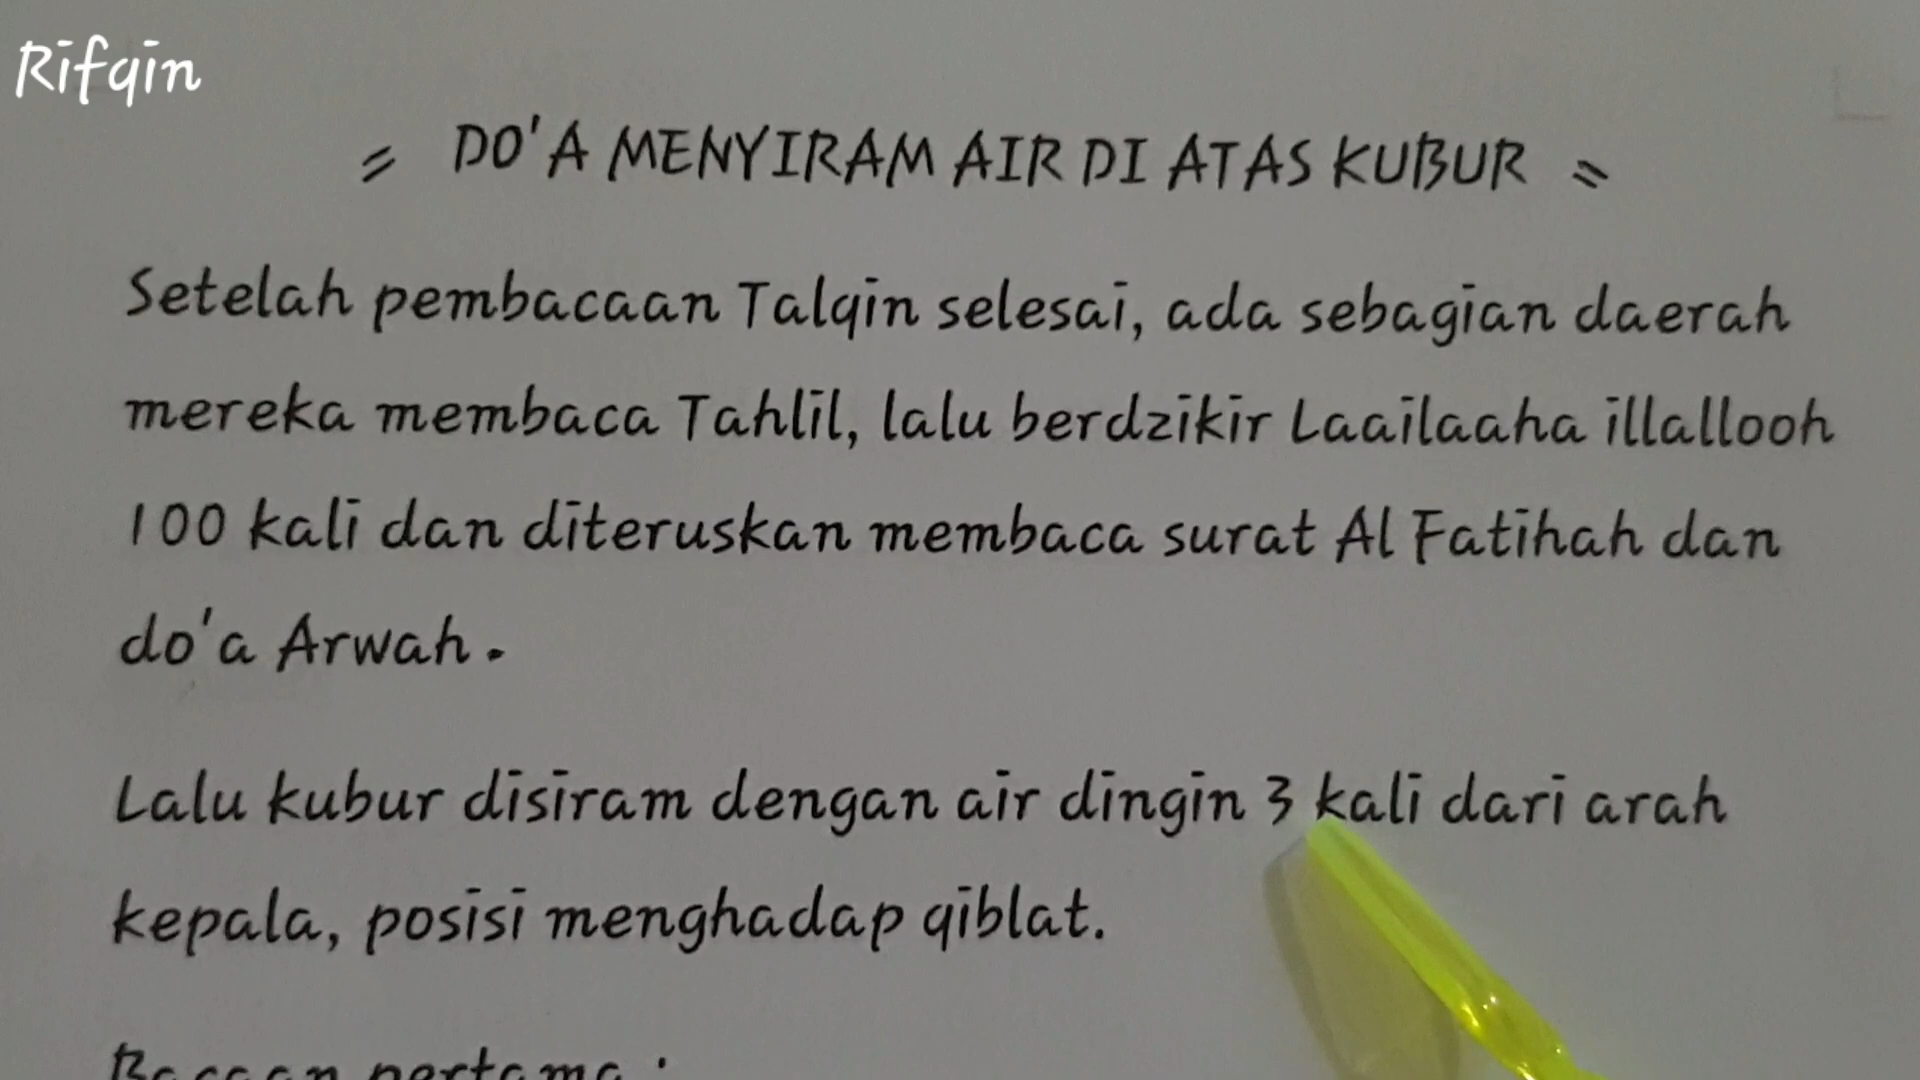 Rifqin
= DO'A MENYIRAM AIR DI ATAS KUBUR =
Setelah pembacaan Talqin selesai, ada sebagian daerah
mereka membaca Tahlil, lalu berdzikir Laailaaha illallooh
100 kali dan diteruskan membaca surat Al Fatihah dan
do'a Arwah.
Lalu kubur disiram dengan air dingin 3 kali dari arah
kepala, posisi menghadap qiblat.
Bacaan pertama :